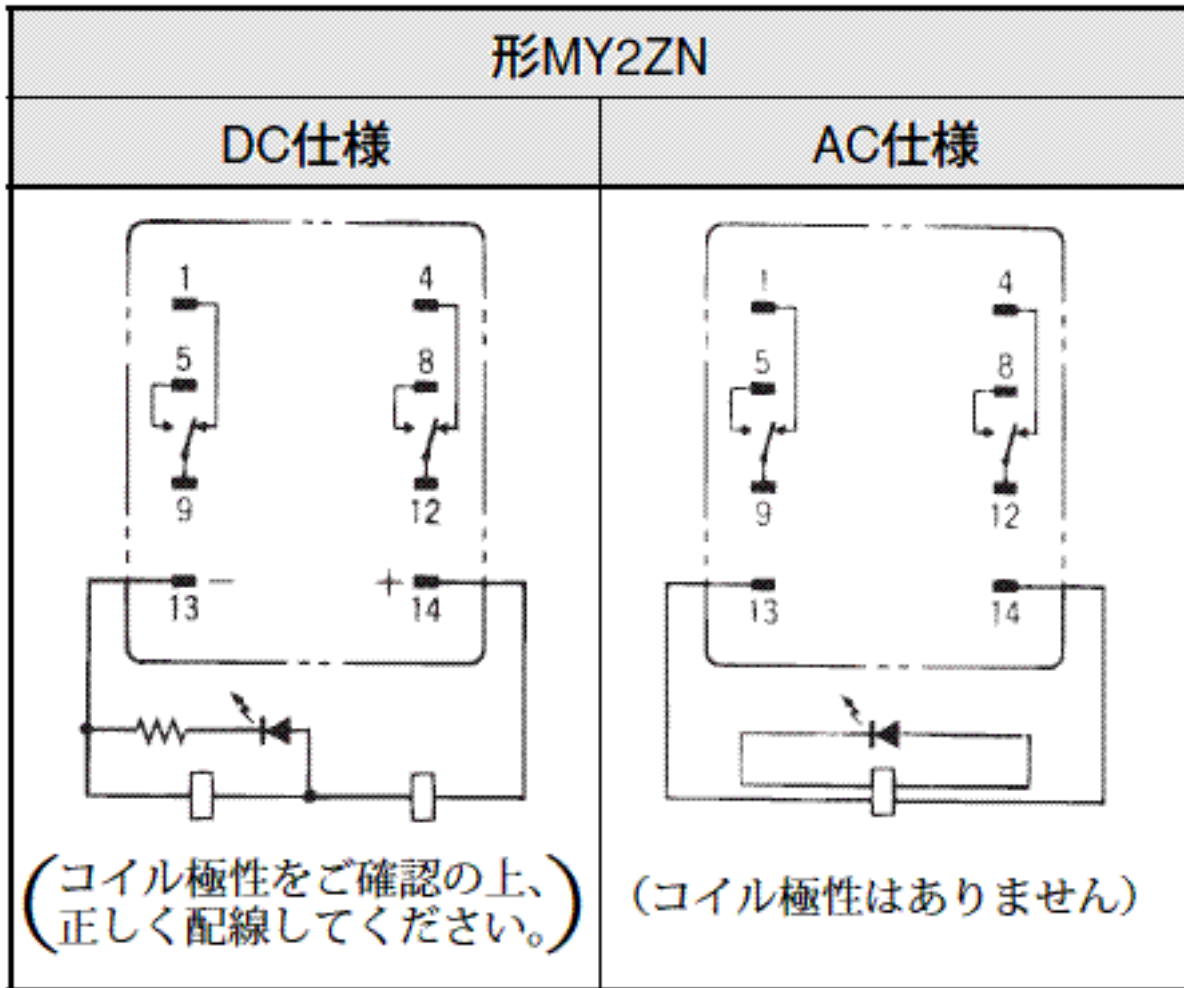 形MY2ZN
DC仕様
AC仕様
1 4
5 8
9 12
13 − + 14
(コイル極性をご確認の上、
正しく配線してください。)
1 4
5 8
9 12
13 14
(コイル極性はありません)